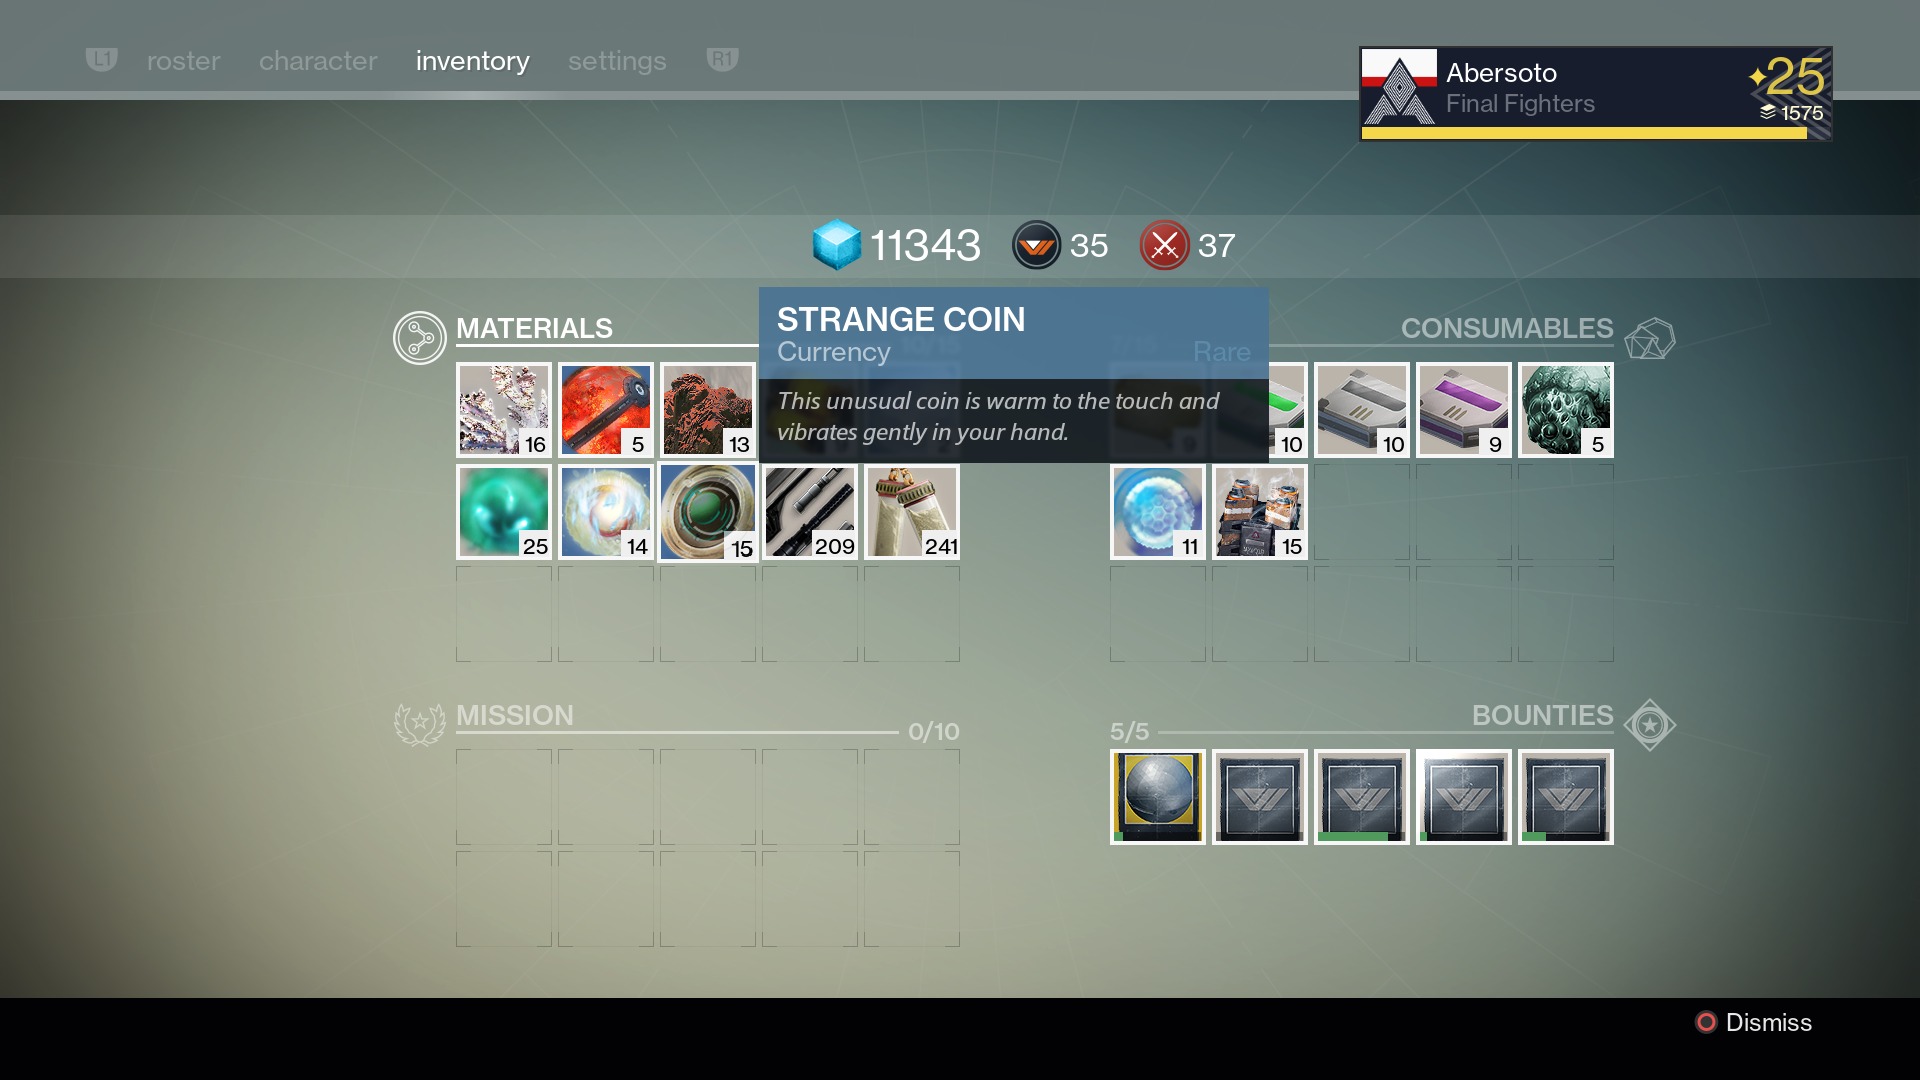 L1 roster character inventory settings R1
Abersoto
Final Fighters
25
1575
11343 35 37
MATERIALS
STRANGE COIN
Currency Rare
This unusual coin is warm to the touch and
vibrates gently in your hand.
CONSUMABLES
16 5 13
9 10 10 9 5
25 14 15 209 241
11 15
MISSION 0/10
5/5 BOUNTIES
Dismiss